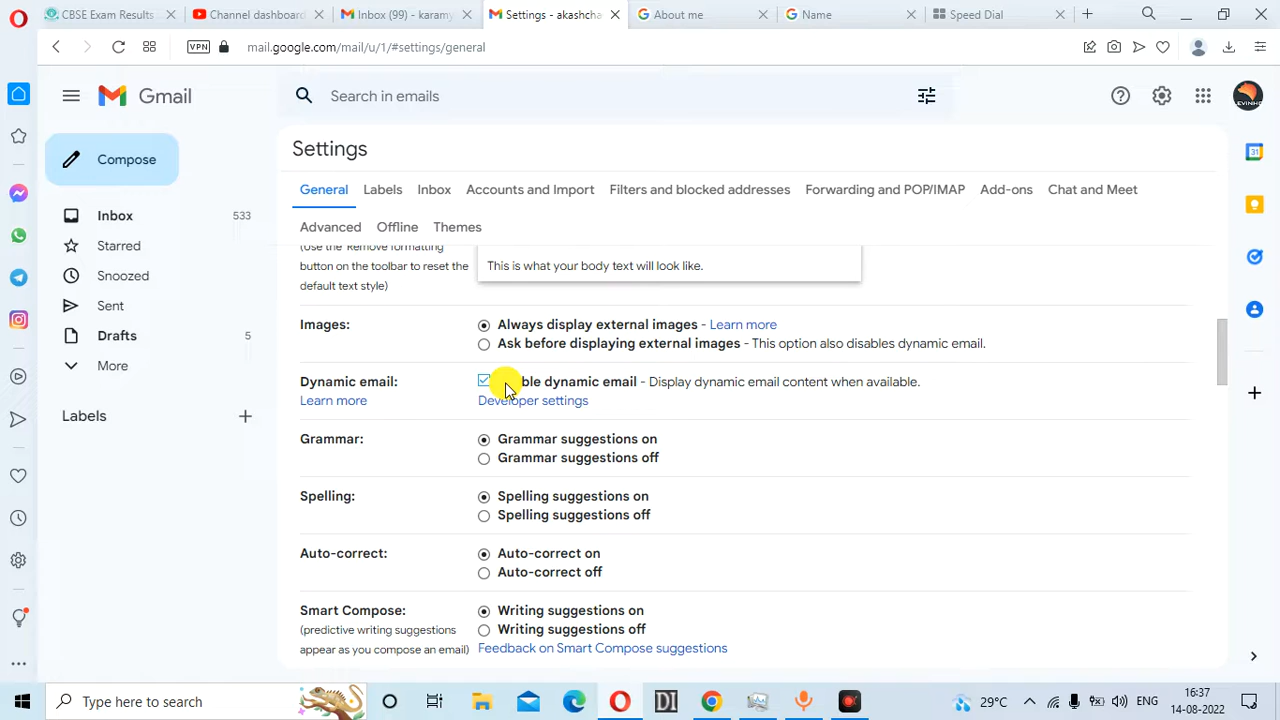 CBSE Exam Results
Channel dashboard
Inbox (99) - karamy
Settings - akashcha
About me
Name
Speed Dial
VPN
mail.google.com/mail/u/1/#settings/general
Gmail
Search in emails
LEVINHO
Settings
Compose
General Labels Inbox Accounts and Import Filters and blocked addresses Forwarding and POP/IMAP Add-ons Chat and Meet
Advanced Offline Themes
Inbox 533
Starred
Snoozed
Sent
Drafts 5
More
Labels
(Use the 'Remove formatting'
button on the toolbar to reset the
default text style)
This is what your body text will look like.
Images:
Always display external images - Learn more
Ask before displaying external images - This option also disables dynamic email.
Dynamic email:
ble dynamic email - Display dynamic email content when available.
Learn more
Developer settings
Grammar:
Grammar suggestions on
Grammar suggestions off
Spelling:
Spelling suggestions on
Spelling suggestions off
Auto-correct:
Auto-correct on
Auto-correct off
Smart Compose:
(predictive writing suggestions
appear as you compose an email)
Writing suggestions on
Writing suggestions off
Feedback on Smart Compose suggestions
Type here to search
DI
29°C
ENG
16:37
14-08-2022